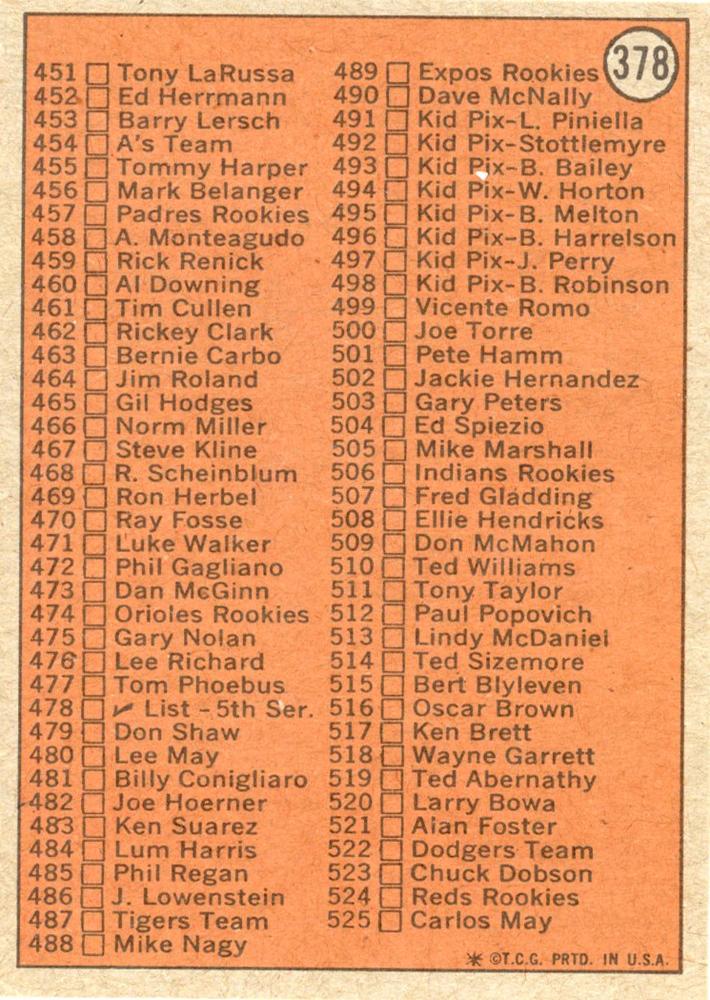 378
451 Tony LaRussa
452 Ed Herrmann
453 Barry Lersch
454 A's Team
455 Tommy Harper
456 Mark Belanger
457 Padres Rookies
458 A. Monteagudo
459 Rick Renick
460 Al Downing
461 Tim Cullen
462 Rickey Clark
463 Bernie Carbo
464 Jim Roland
465 Gil Hodges
466 Norm Miller
467 Steve Kline
468 R. Scheinblum
469 Ron Herbel
470 Ray Fosse
471 Luke Walker
472 Phil Gagliano
473 Dan McGinn
474 Orioles Rookies
475 Gary Nolan
476 Lee Richard
477 Tom Phoebus
478 ✓ List - 5th Ser.
479 Don Shaw
480 Lee May
481 Billy Conigliaro
482 Joe Hoerner
483 Ken Suarez
484 Lum Harris
485 Phil Regan
486 J. Lowenstein
487 Tigers Team
488 Mike Nagy
489 Expos Rookies
490 Dave McNally
491 Kid Pix-L. Piniella
492 Kid Pix-Stottlemyre
493 Kid Pix-B. Bailey
494 Kid Pix-W. Horton
495 Kid Pix-B. Melton
496 Kid Pix-B. Harrelson
497 Kid Pix-J. Perry
498 Kid Pix-B. Robinson
499 Vicente Romo
500 Joe Torre
501 Pete Hamm
502 Jackie Hernandez
503 Gary Peters
504 Ed Spiezio
505 Mike Marshall
506 Indians Rookies
507 Fred Gladding
508 Ellie Hendricks
509 Don McMahon
510 Ted Williams
511 Tony Taylor
512 Paul Popovich
513 Lindy McDaniel
514 Ted Sizemore
515 Bert Blyleven
516 Oscar Brown
517 Ken Brett
518 Wayne Garrett
519 Ted Abernathy
520 Larry Bowa
521 Alan Foster
522 Dodgers Team
523 Chuck Dobson
524 Reds Rookies
525 Carlos May
* ©T.C.G. PRTD. IN U.S.A.